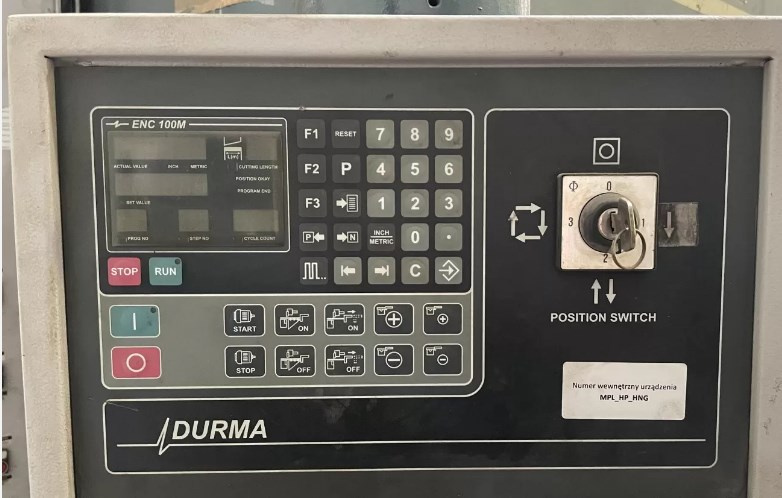 ENC 100M
ACTUAL VALUE INCH METRIC CUTTING LENGTH
POSITION OKAY
PROGRAM END
SET VALUE
PROG NO STEP NO CYCLE COUNT
STOP RUN
F1 RESET 7 8 9
F2 P 4 5 6
F3 1 2 3
P N INCH METRIC 0 .
C
I START ON ON + +
O STOP OFF OFF - -
0
3 1
2
POSITION SWITCH
Numer wewnętrzny urządzenia
MPL_HP_HNG
DURMA